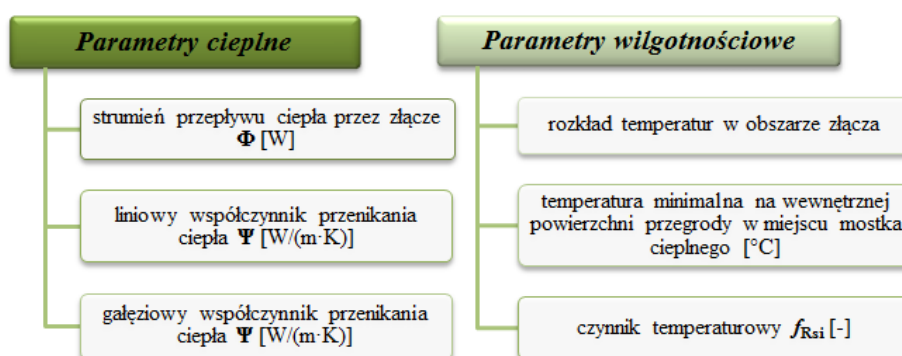 Parametry cieplne
strumień przepływu ciepła przez złącze
Φ [W]
liniowy współczynnik przenikania
ciepła Ψ [W/(m·K)]
gałęziowy współczynnik przenikania
ciepła Ψ [W/(m·K)]
Parametry wilgotnościowe
rozkład temperatur w obszarze złącza
temperatura minimalna na wewnętrznej
powierzchni przegrody w miejscu mostka
cieplnego [°C]
czynnik temperaturowy fRsi [-]